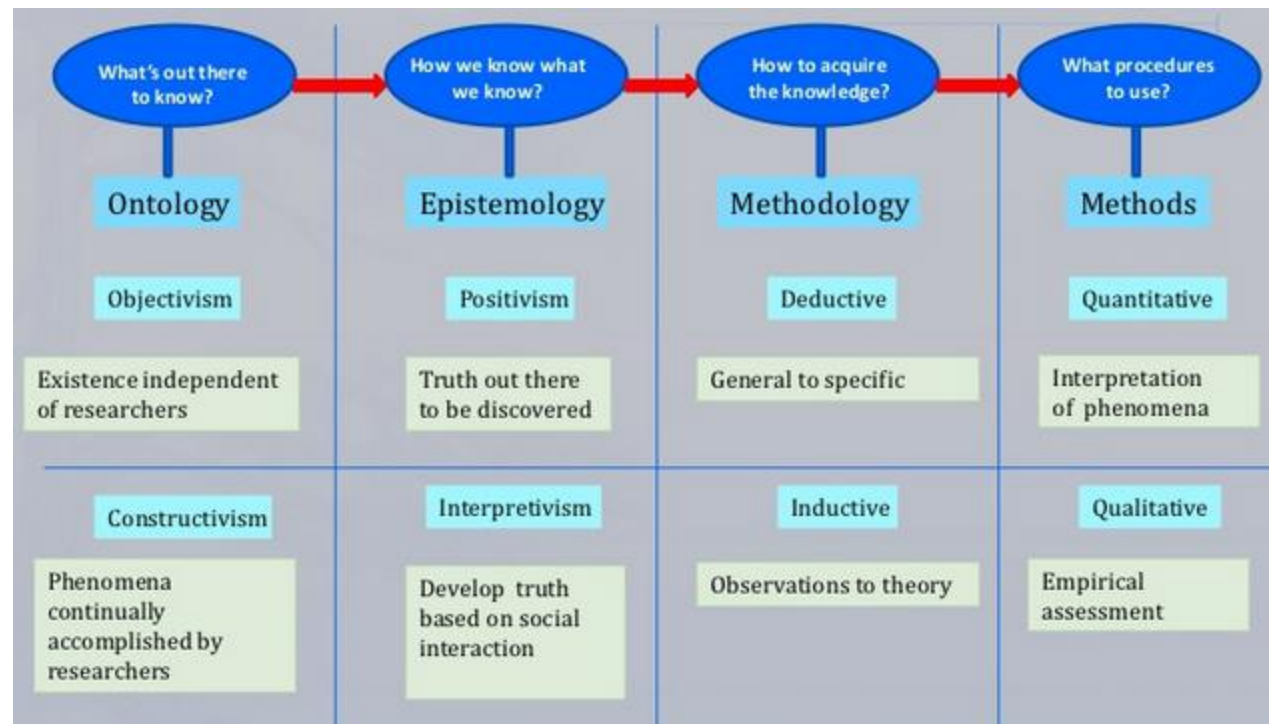 What's out there
to know?
How we know what
we know?
How to acquire
the knowledge?
What procedures
to use?
Ontology
Epistemology
Methodology
Methods
Objectivism
Positivism
Deductive
Quantitative
Existence independent
of researchers
Truth out there
to be discovered
General to specific
Interpretation
of phenomena
Constructivism
Interpretivism
Inductive
Qualitative
Phenomena
continually
accomplished by
researchers
Develop truth
based on social
interaction
Observations to theory
Empirical
assessment